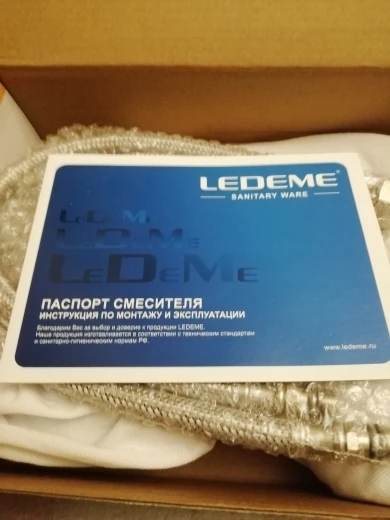 LEDEME®
SANITARY WARE
LEDEME
LEDEME
LEDEME
ПАСПОРТ СМЕСИТЕЛЯ
ИНСТРУКЦИЯ ПО МОНТАЖУ И ЭКСПЛУАТАЦИИ
Благодарим Вас за выбор и доверие к продукции LEDEME.
Наша продукция изготавливается в соответствии с техническим стандартам
и санитарно-гигиеническим нормам РФ.
www.ledeme.ru